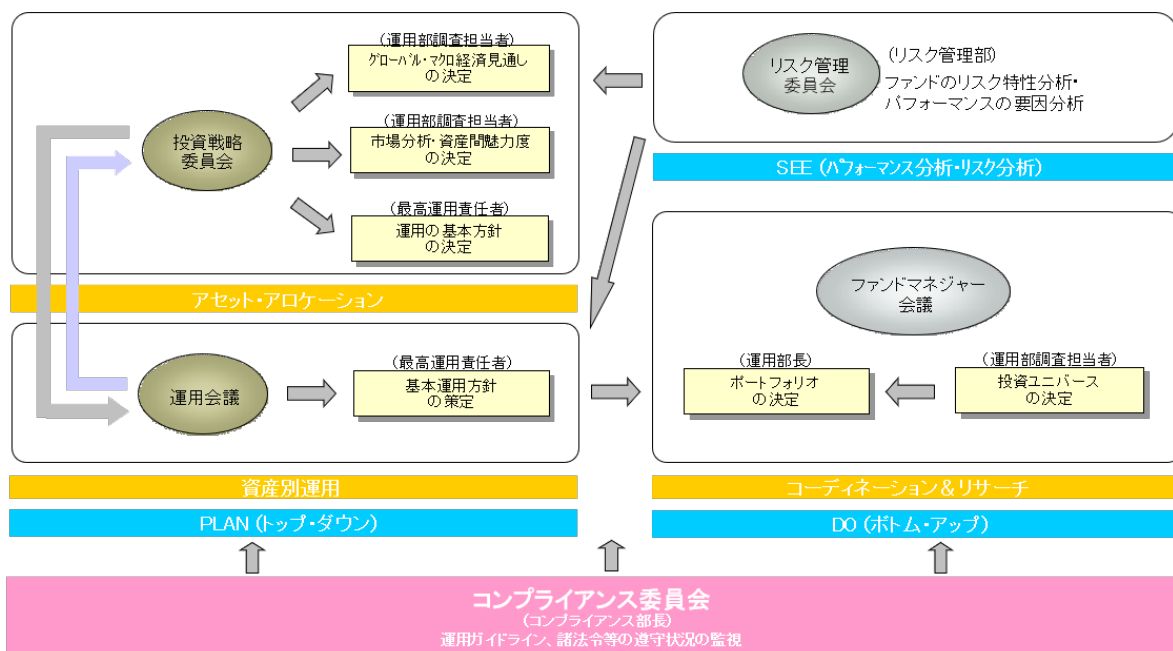 (運用部調査担当者)
グローバル・マクロ経済見通し
の決定
投資戦略
委員会
(運用部調査担当者)
市場分析・資産間魅力度
の決定
(最高運用責任者)
運用の基本方針
の決定
アセット・アロケーション
運用会議
(最高運用責任者)
基本運用方針
の策定
資産別運用
PLAN (トップ・ダウン)
リスク管理
委員会
(リスク管理部)
ファンドのリスク特性分析・
パフォーマンスの要因分析
SEE (パフォーマンス分析・リスク分析)
ファンドマネジャー
会議
(運用部長)
ポートフォリオ
の決定
(運用部調査担当者)
投資ユニバース
の決定
コーディネーション&リサーチ
DO (ボトム・アップ)
コンプライアンス委員会
(コンプライアンス部長)
運用ガイドライン、諸法令等の遵守状況の監視